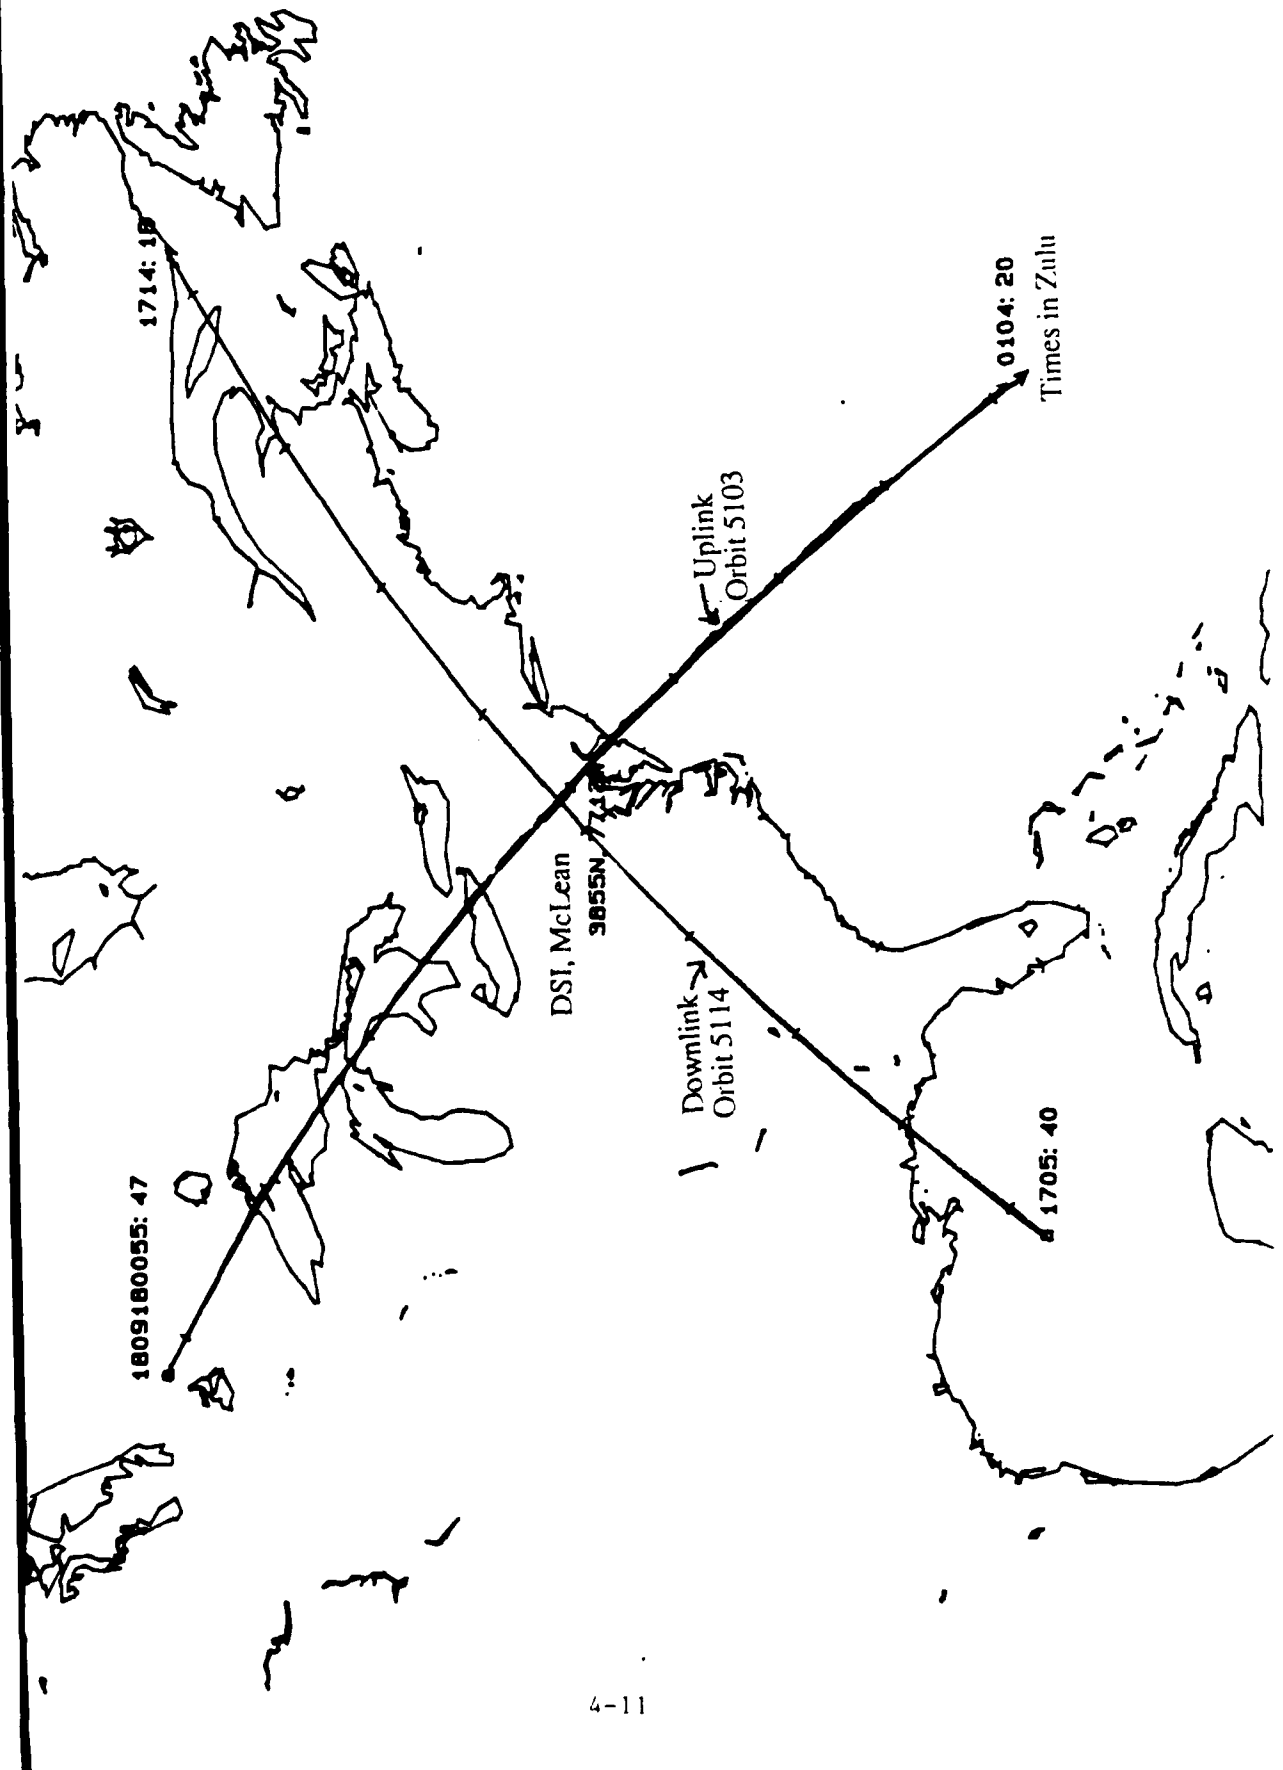 1714: 18
180918 0055: 47
DSI, McLean
3855N,
Uplink
Orbit 5103
0104: 20
Times in Zulu
Downlink
Orbit 5114
1705: 40
4-11